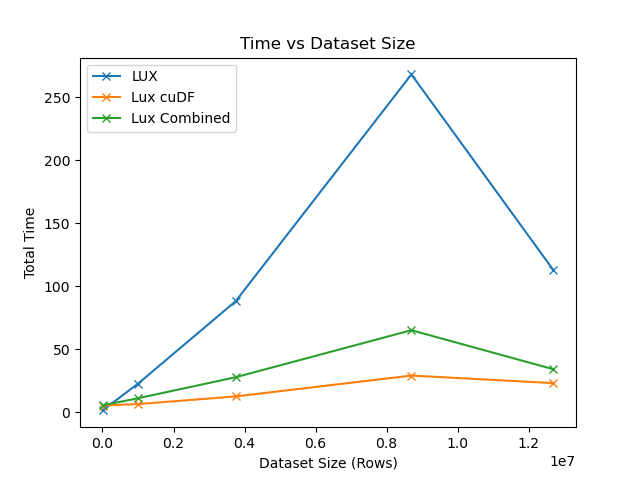 Time vs Dataset Size
LUX
Lux cuDF
Lux Combined
Total Time
250
200
150
100
50
0
0.0 0.2 0.4 0.6 0.8 1.0 1.2
1e7
Dataset Size (Rows)